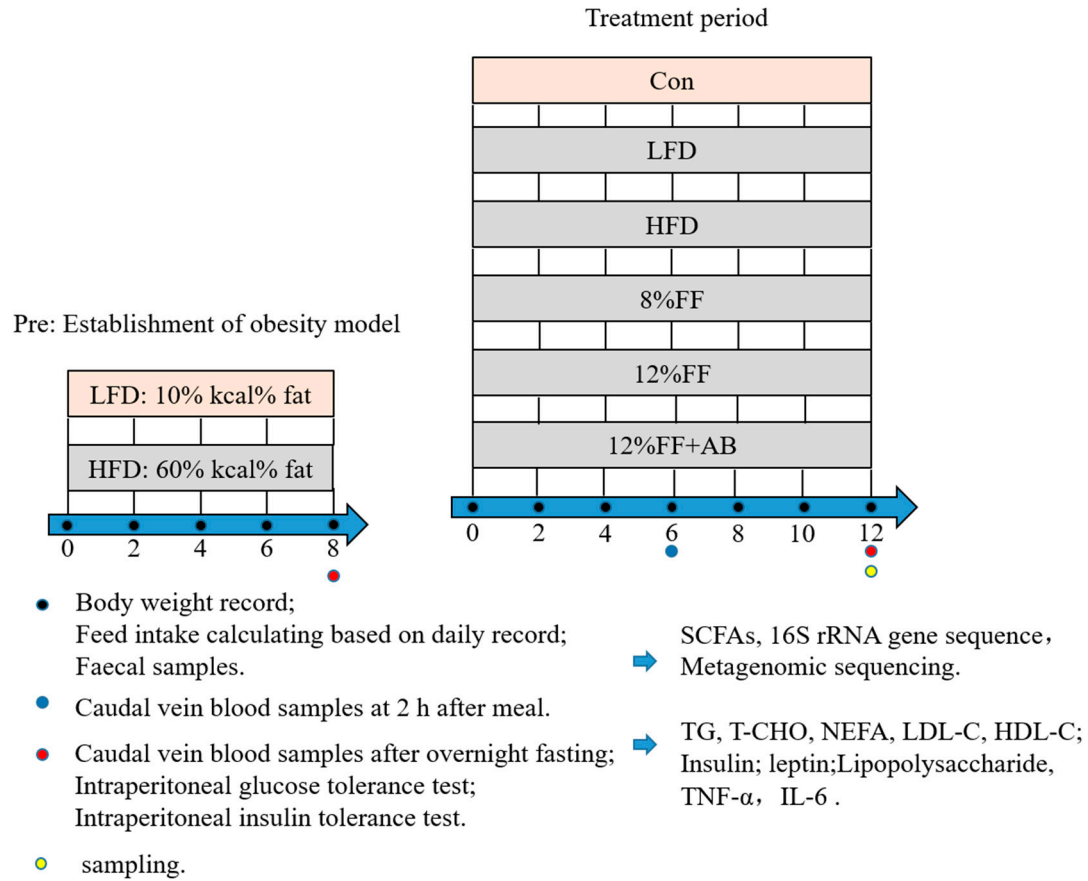 Treatment period
Con
LFD
HFD
8%FF
12%FF
12%FF+AB
0 2 4 6 8 10 12
Pre: Establishment of obesity model
LFD: 10% kcal% fat
HFD: 60% kcal% fat
0 2 4 6 8
Body weight record;
Feed intake calculating based on daily record;
Faecal samples.
Caudal vein blood samples at 2 h after meal.
Caudal vein blood samples after overnight fasting;
Intraperitoneal glucose tolerance test;
Intraperitoneal insulin tolerance test.
sampling.
SCFAs, 16S rRNA gene sequence，
Metagenomic sequencing.
TG, T-CHO, NEFA, LDL-C, HDL-C;
Insulin; leptin;Lipopolysaccharide,
TNF-α， IL-6 .